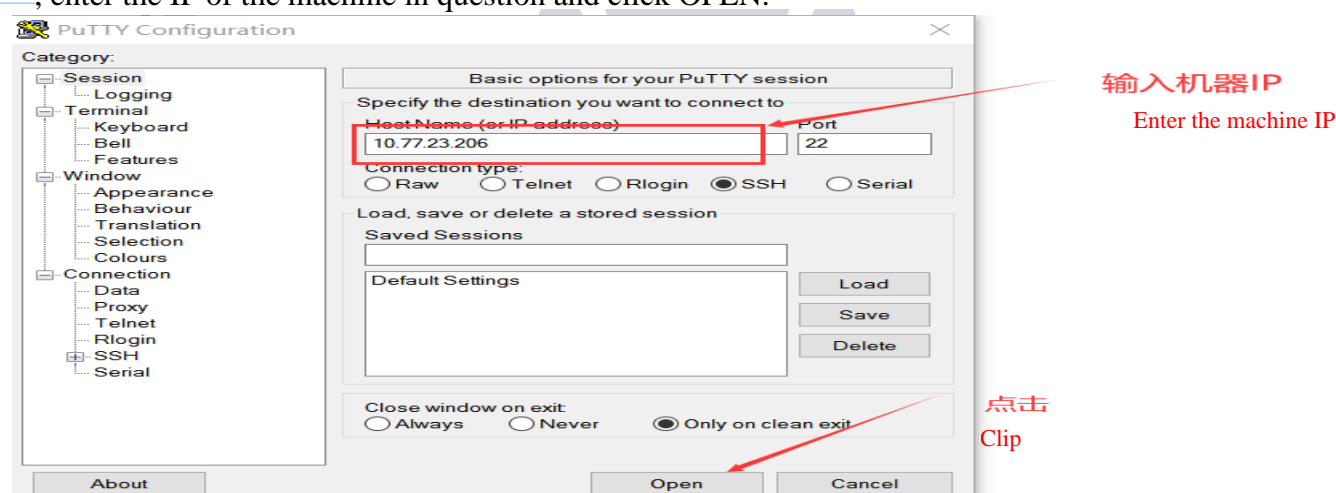 , enter the IP of the machine in question and click OPEN:
PuTTY Configuration
Category:
Session
Logging
Terminal
Keyboard
Bell
Features
Window
Appearance
Behaviour
Translation
Selection
Colours
Connection
Data
Proxy
Telnet
Rlogin
SSH
Serial
Basic options for your PuTTY session
Specify the destination you want to connect to
Host Name (or IP address) Port
10.77.23.206 22
Connection type:
Raw Telnet Rlogin SSH Serial
Load, save or delete a stored session
Saved Sessions
Default Settings
Load
Save
Delete
Close window on exit:
Always Never Only on clean exit
About Open Cancel
输入机器IP
Enter the machine IP
点击
Clip